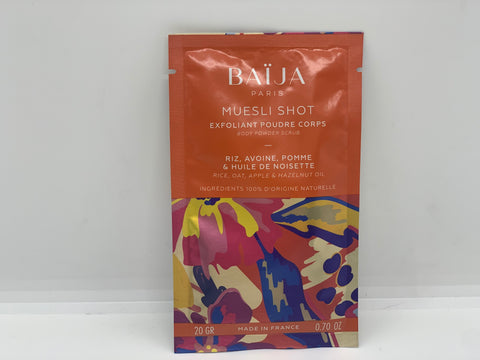 BAÏJA
PARIS
MUESLI SHOT
EXFOLIANT POUDRE CORPS
BODY POWDER SCRUB
RIZ, AVOINE, POMME
& HUILE DE NOISETTE
RICE, OAT, APPLE & HAZELNUT OIL
INGRÉDIENTS 100% D'ORIGINE NATURELLE
20 GR MADE IN FRANCE 0.70 OZ